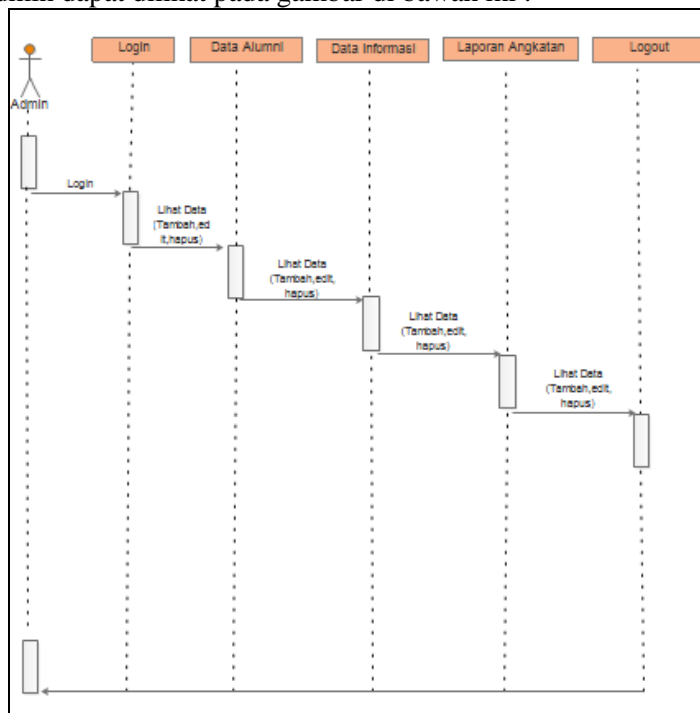 dapat dilihat pada gambar di bawah ini :
Login
Data Alumni
Data Informasi
Laporan Angkatan
Logout
Admin
Login
Lihat Data
(Tambah,ed
it,hapus)
Lihat Data
(Tambah,edit,
hapus)
Lihat Data
(Tambah,edit,
hapus)
Lihat Data
(Tambah,edit,
hapus)